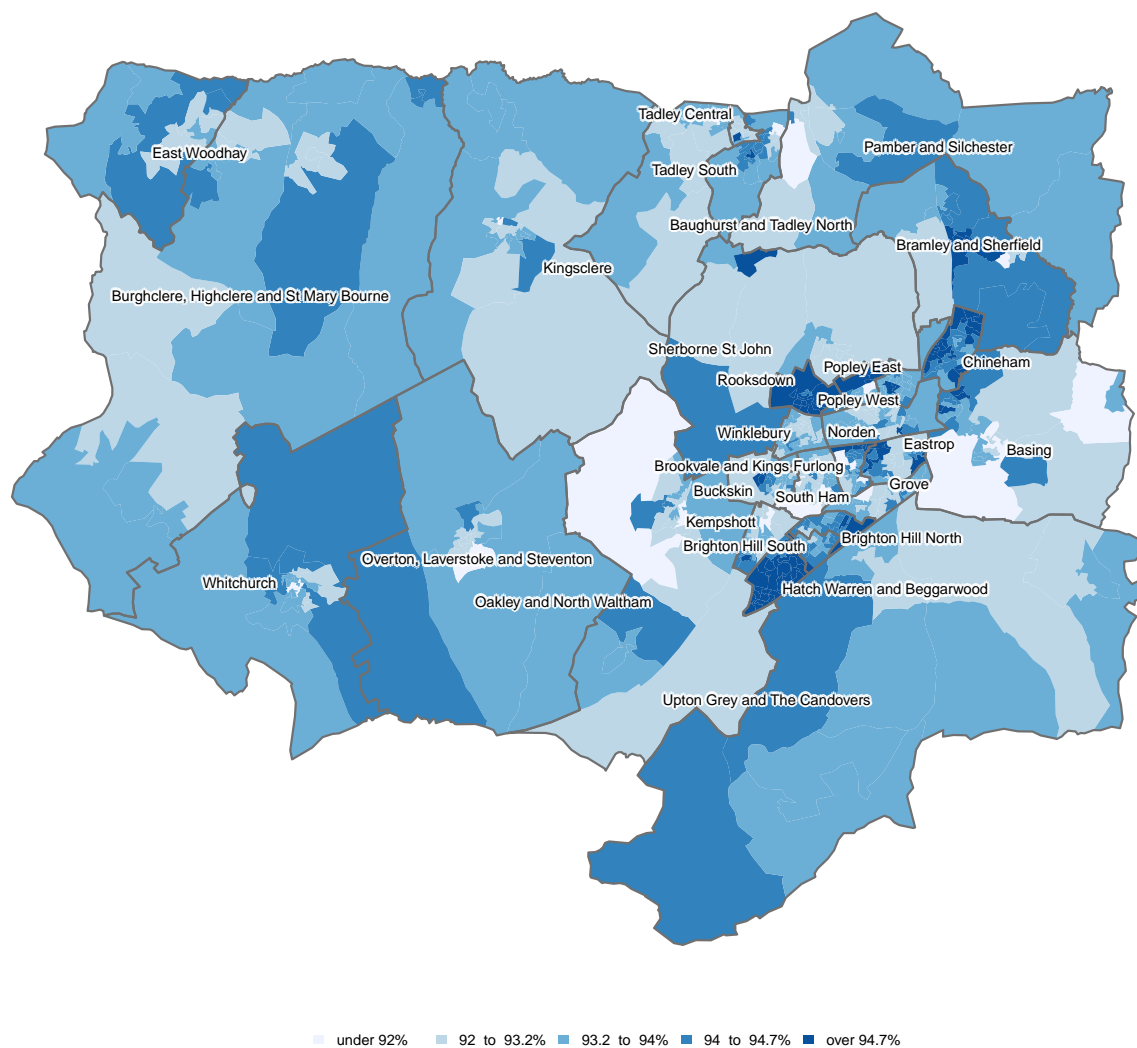 Tadley Central
Pamber and Silchester
East Woodhay
Tadley South
Baughurst and Tadley North
Bramley and Sherfield
Kingsclere
Burghclere, Highclere and St Mary Bourne
Sherborne St John
Chineham
Popley East
Rooksdown
Popley West
Winklebury
Norden
Eastrop
Basing
Brookvale and Kings Furlong
Grove
Buckskin
South Ham
Kempshott
Brighton Hill North
Brighton Hill South
Overton, Laverstoke and Steventon
Whitchurch
Hatch Warren and Beggarwood
Oakley and North Waltham
Upton Grey and The Candovers
under 92% 92 to 93.2% 93.2 to 94% 94 to 94.7% over 94.7%